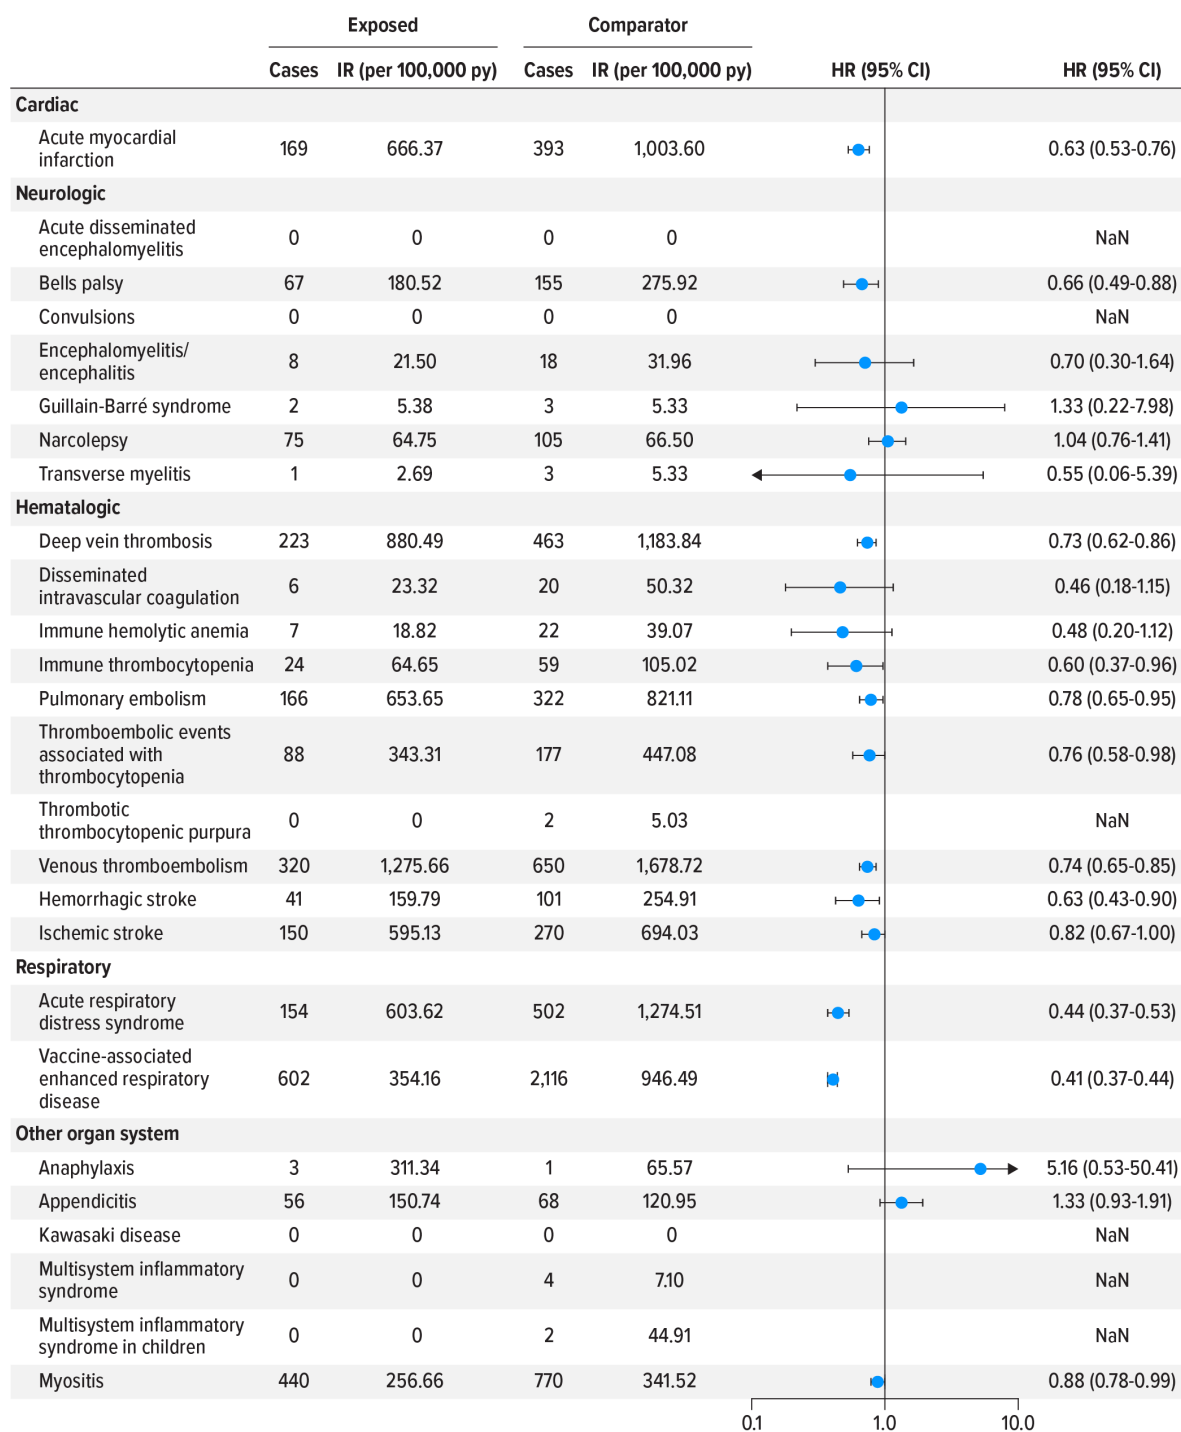 Exposed Comparator
Cases IR (per 100,000 py) Cases IR (per 100,000 py) HR (95% CI) HR (95% CI)
Cardiac
Acute myocardial
infarction 169 666.37 393 1,003.60 0.63 (0.53-0.76)
Neurologic
Acute disseminated
encephalomyelitis 0 0 0 0 NaN
Bells palsy 67 180.52 155 275.92 0.66 (0.49-0.88)
Convulsions 0 0 0 0 NaN
Encephalomyelitis/
encephalitis 8 21.50 18 31.96 0.70 (0.30-1.64)
Guillain-Barré syndrome 2 5.38 3 5.33 1.33 (0.22-7.98)
Narcolepsy 75 64.75 105 66.50 1.04 (0.76-1.41)
Transverse myelitis 1 2.69 3 5.33 0.55 (0.06-5.39)
Hematalogic
Deep vein thrombosis 223 880.49 463 1,183.84 0.73 (0.62-0.86)
Disseminated
intravascular coagulation 6 23.32 20 50.32 0.46 (0.18-1.15)
Immune hemolytic anemia 7 18.82 22 39.07 0.48 (0.20-1.12)
Immune thrombocytopenia 24 64.65 59 105.02 0.60 (0.37-0.96)
Pulmonary embolism 166 653.65 322 821.11 0.78 (0.65-0.95)
Thromboembolic events
associated with
thrombocytopenia 88 343.31 177 447.08 0.76 (0.58-0.98)
Thrombotic
thrombocytopenic purpura 0 0 2 5.03 NaN
Venous thromboembolism 320 1,275.66 650 1,678.72 0.74 (0.65-0.85)
Hemorrhagic stroke 41 159.79 101 254.91 0.63 (0.43-0.90)
Ischemic stroke 150 595.13 270 694.03 0.82 (0.67-1.00)
Respiratory
Acute respiratory
distress syndrome 154 603.62 502 1,274.51 0.44 (0.37-0.53)
Vaccine-associated
enhanced respiratory
disease 602 354.16 2,116 946.49 0.41 (0.37-0.44)
Other organ system
Anaphylaxis 3 311.34 1 65.57 5.16 (0.53-50.41)
Appendicitis 56 150.74 68 120.95 1.33 (0.93-1.91)
Kawasaki disease 0 0 0 0 NaN
Multisystem inflammatory
syndrome 0 0 4 7.10 NaN
Multisystem inflammatory
syndrome in children 0 0 2 44.91 NaN
Myositis 440 256.66 770 341.52 0.88 (0.78-0.99)
0.1 1.0 10.0